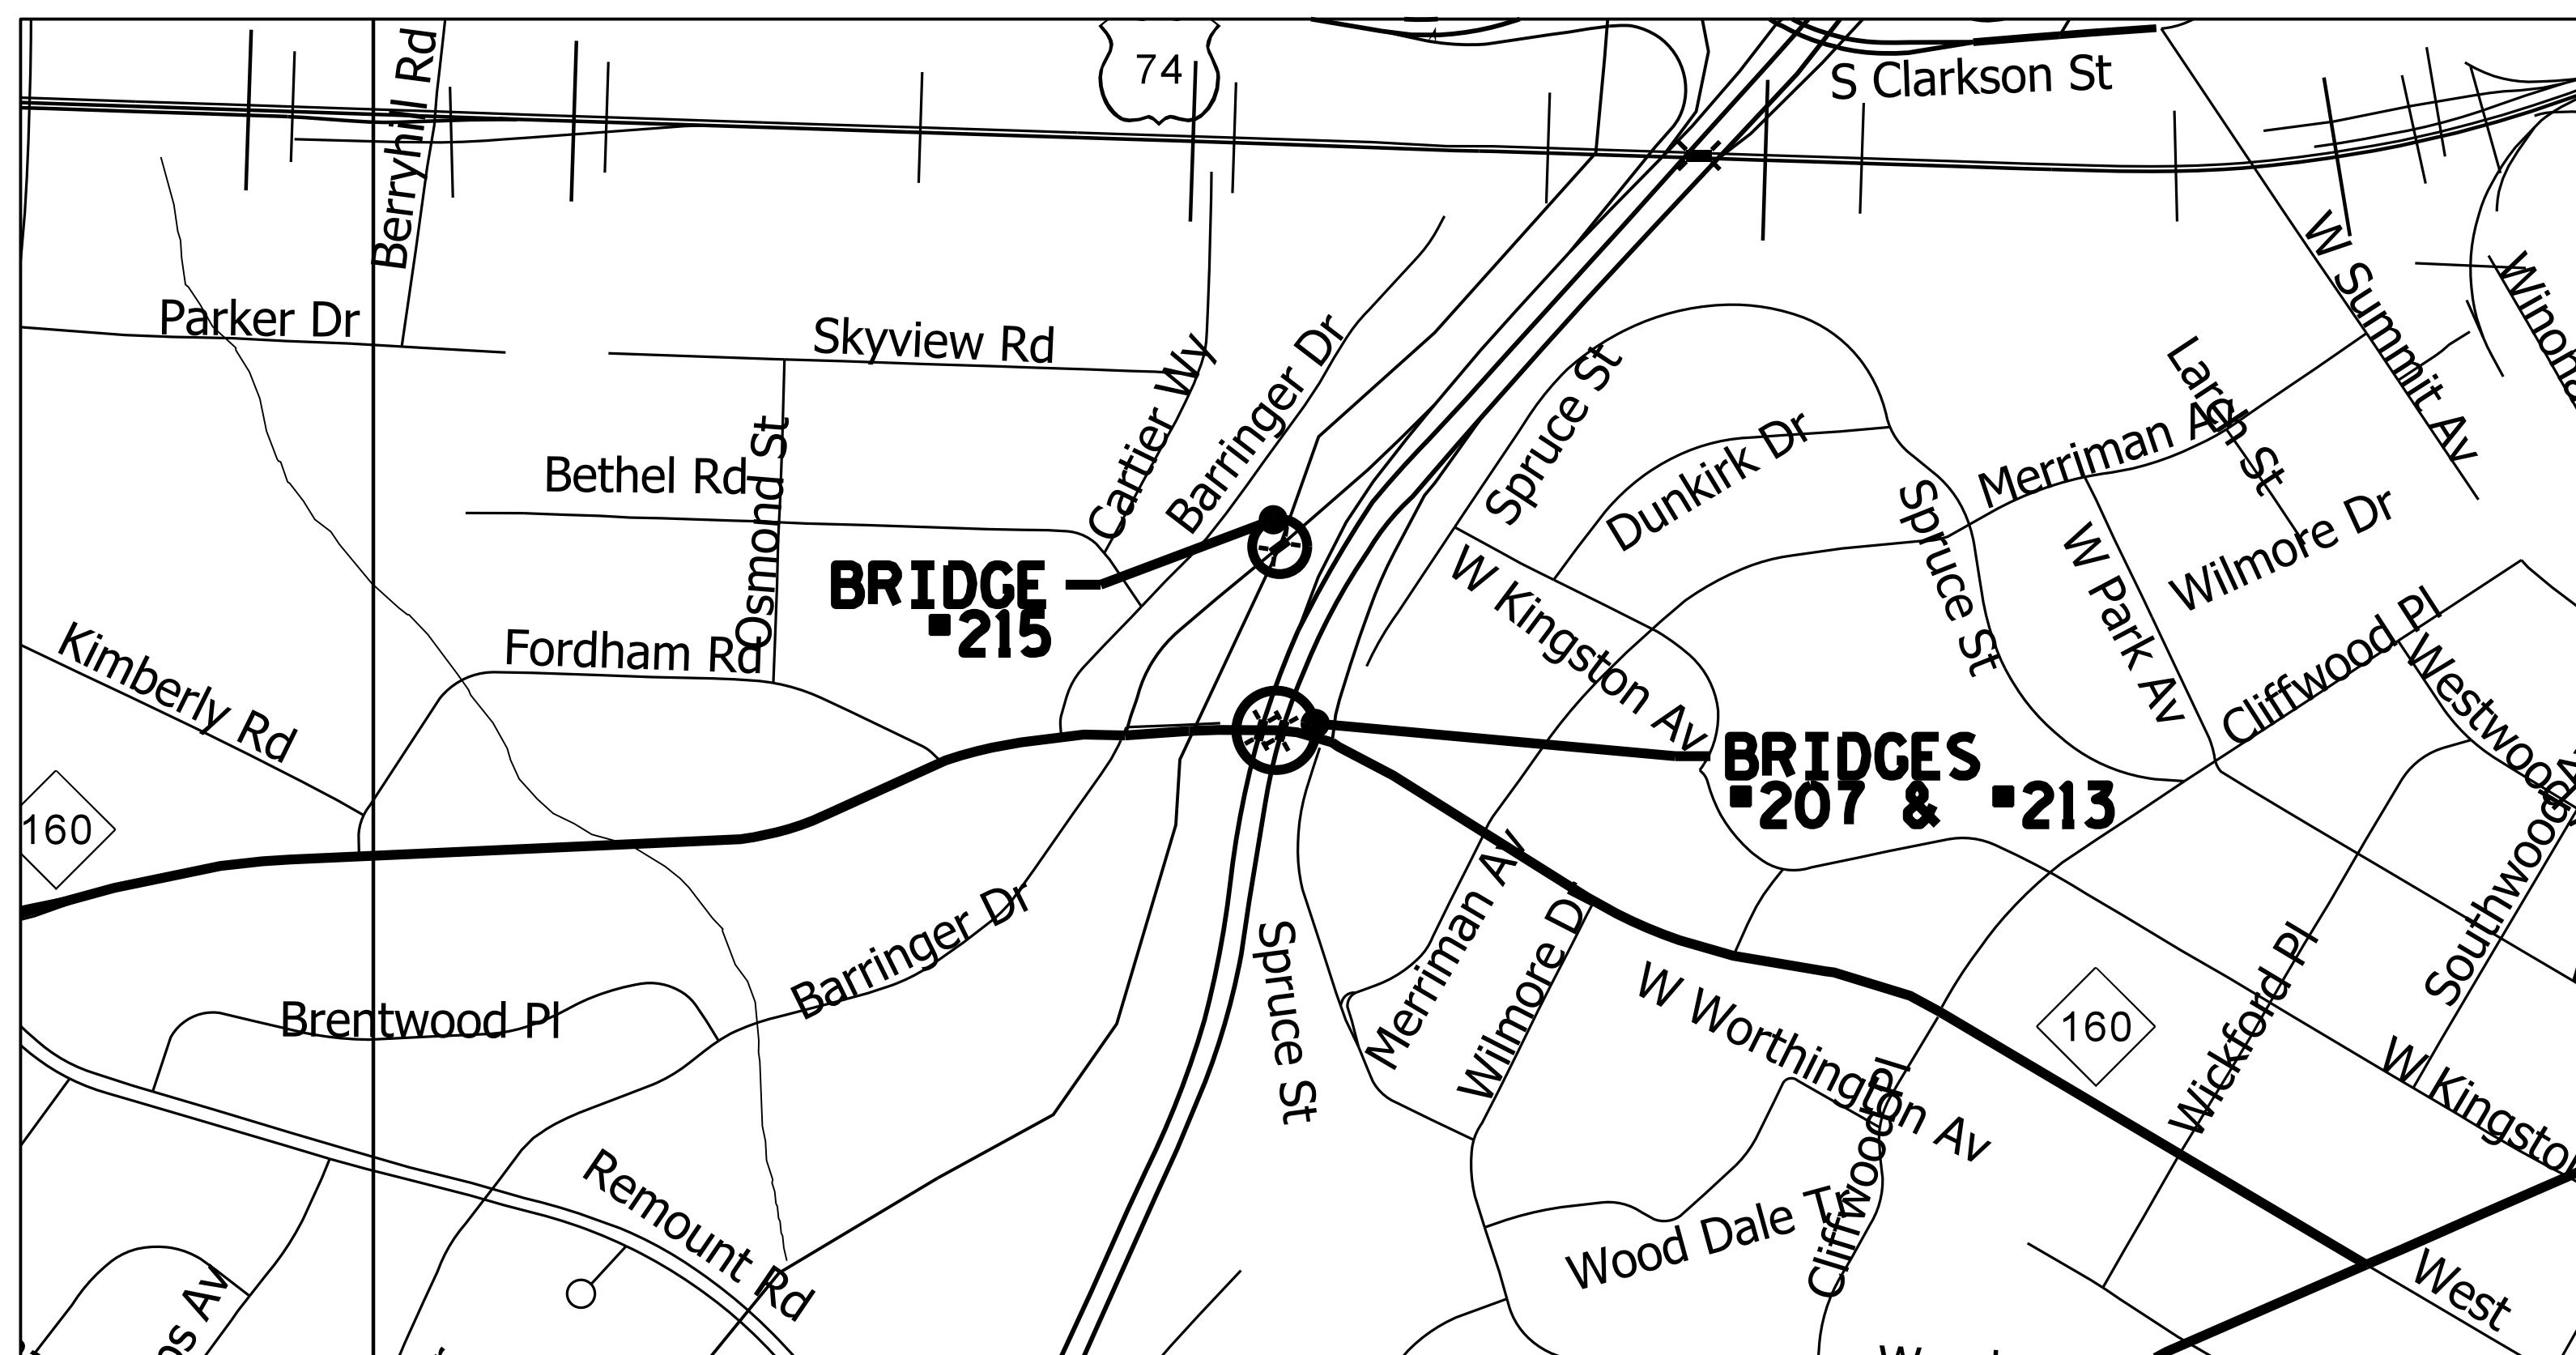 74
S Clarkson St
Berryhill Rd
Parker Dr
Skyview Rd
Cartier Wy
Barringer Dr
Spruce St
Dunkirk Dr
Merriman Av
Larch St
W Summit Av
Bethel Rd
Osmond St
BRIDGE
215
Fordham Rd
Kimberly Rd
W Kingston Av
Spruce St
W Park Av
Wilmore Dr
Cliffwood Pl
Westwood
BRIDGES
207 & 213
160
Barringer Dr
Brentwood Pl
Spruce St
Merriman Av
Wilmore Dr
W Worthington Av
160
Wickford Pl
Southwood
W Kingston
Cliffwood Pl
Wood Dale Tr
Remount Rd
West